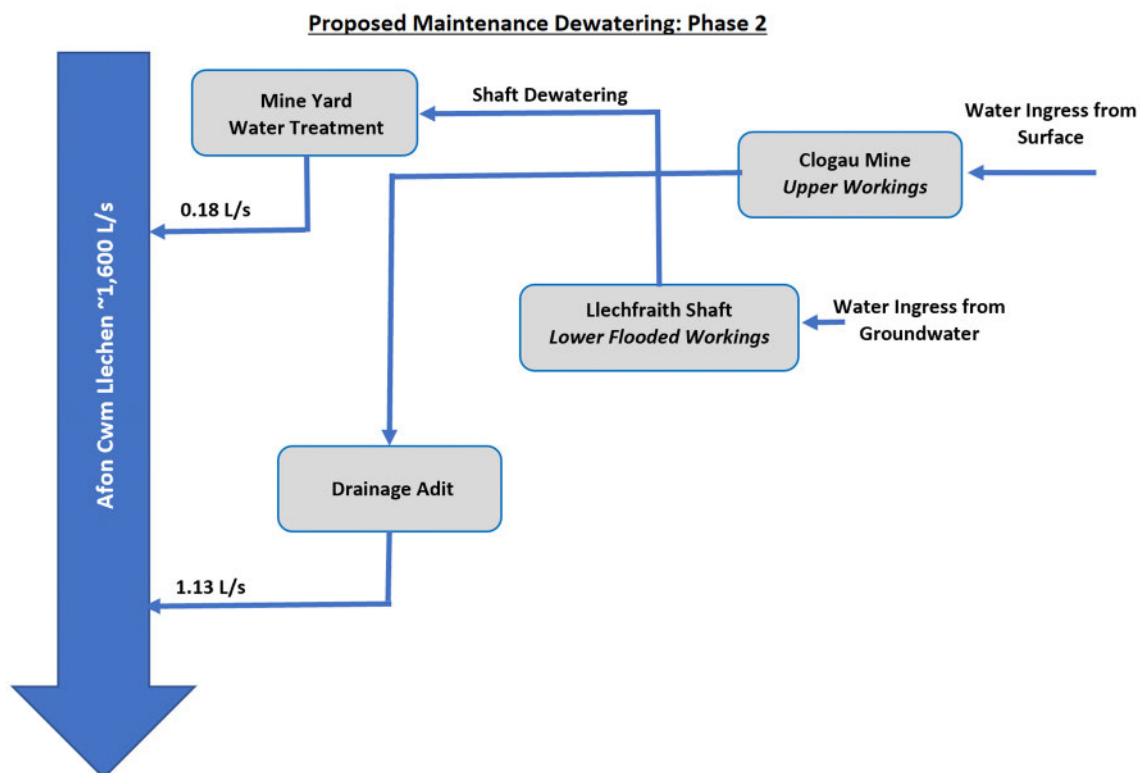 Proposed Maintenance Dewatering: Phase 2
Mine Yard
Water Treatment
Shaft Dewatering
Water Ingress from
Surface
Clogau Mine
Upper Workings
0.18 L/s
Llechfraith Shaft
Lower Flooded Workings
Water Ingress from
Groundwater
Afon Cwm Llechen ~1,600 L/s
Drainage Adit
1.13 L/s